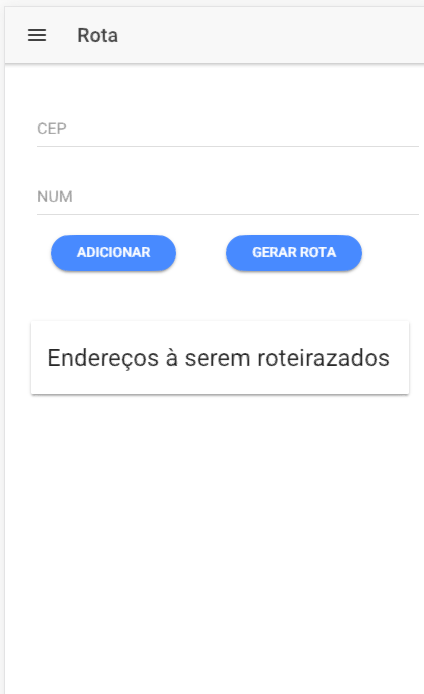 Rota
CEP
NUM
ADICIONAR GERAR ROTA
Endereços à serem roteirazados